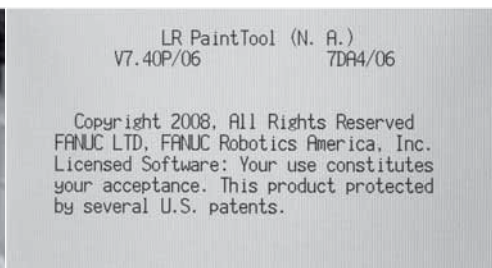 LR PaintTool (N. A.)
V7.40P/06 7DA4/06
Copyright 2008, All Rights Reserved
FANUC LTD, FANUC Robotics America, Inc.
Licensed Software: Your use constitutes
your acceptance. This product protected
by several U.S. patents.